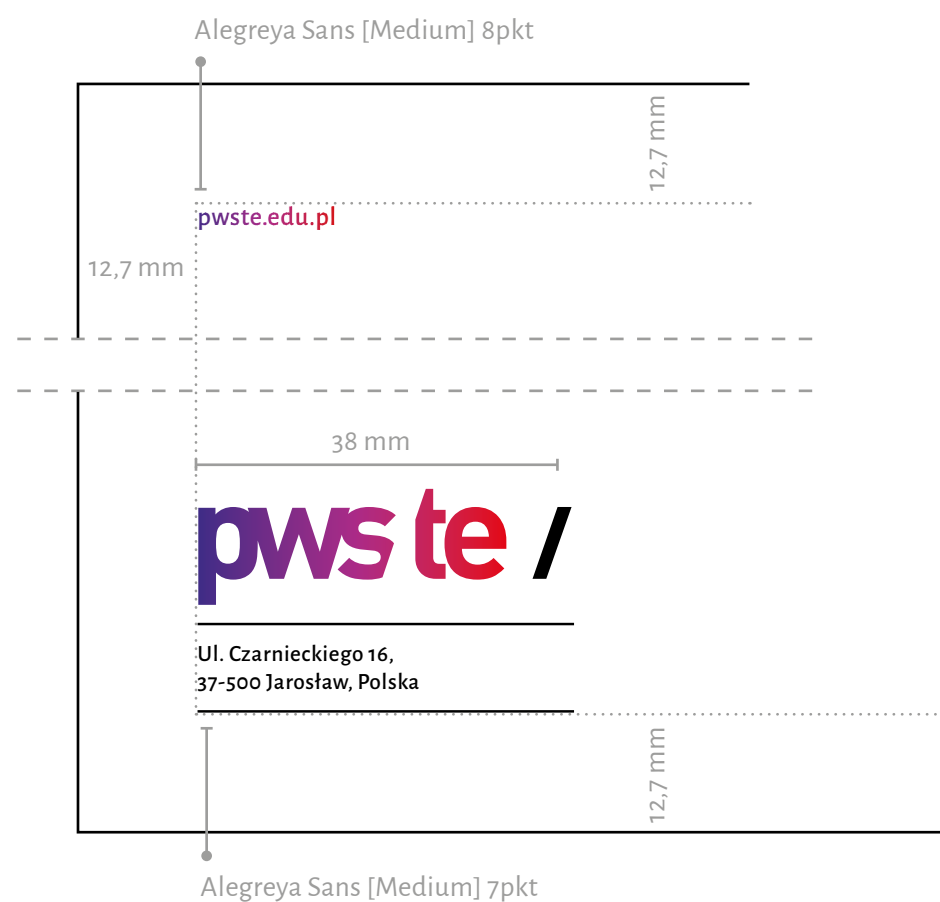 Alegreya Sans [Medium] 8pkt
12,7 mm
pwste.edu.pl
12,7 mm
38 mm
pwste /
Ul. Czarnieckiego 16,
37-500 Jarosław, Polska
12,7 mm
Alegreya Sans [Medium] 7pkt